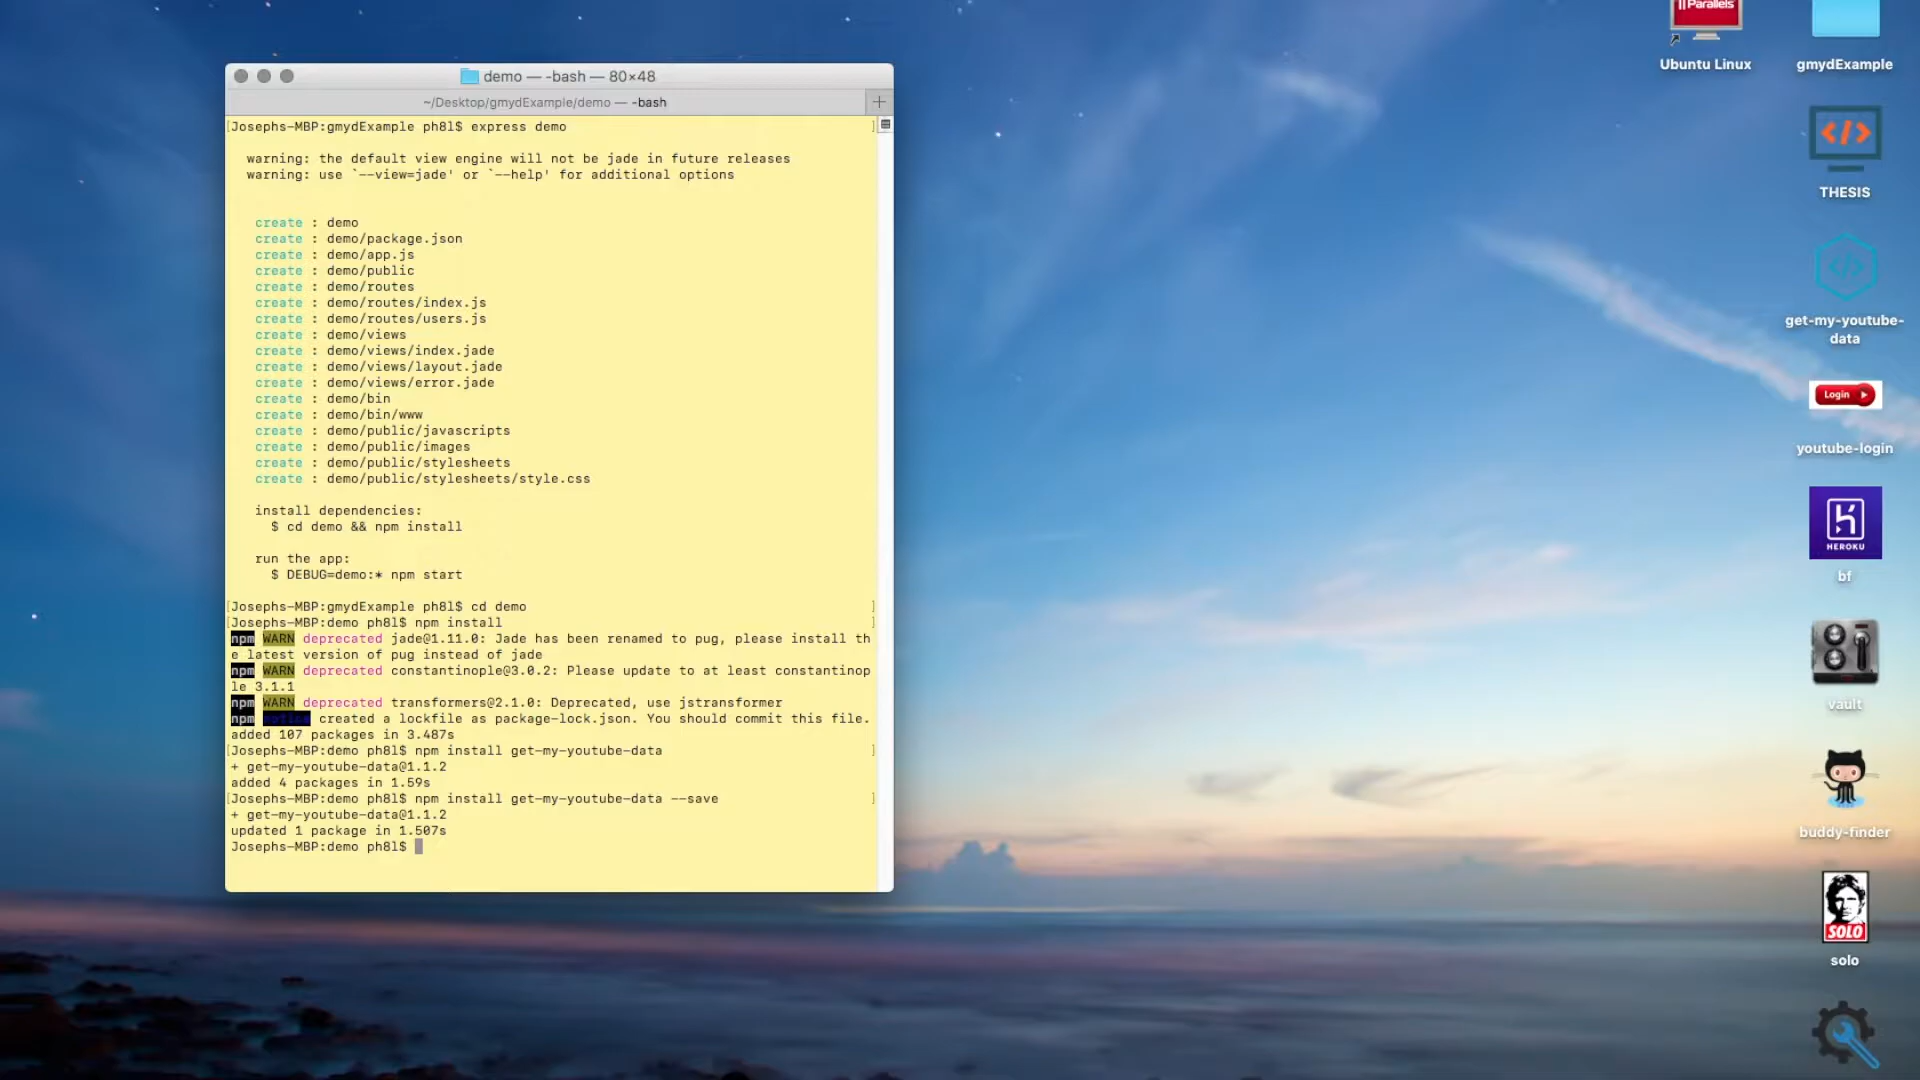 demo — -bash — 80×48
~/Desktop/gmydExample/demo — -bash
[Josephs-MBP:gmydExample ph8l$ express demo ]
warning: the default view engine will not be jade in future releases
warning: use `--view=jade' or `--help' for additional options
create : demo
create : demo/package.json
create : demo/app.js
create : demo/public
create : demo/routes
create : demo/routes/index.js
create : demo/routes/users.js
create : demo/views
create : demo/views/index.jade
create : demo/views/layout.jade
create : demo/views/error.jade
create : demo/bin
create : demo/bin/www
create : demo/public/javascripts
create : demo/public/images
create : demo/public/stylesheets
create : demo/public/stylesheets/style.css
install dependencies:
$ cd demo && npm install
run the app:
$ DEBUG=demo:* npm start
[Josephs-MBP:gmydExample ph8l$ cd demo ]
[Josephs-MBP:demo ph8l$ npm install ]
npm WARN deprecated jade@1.11.0: Jade has been renamed to pug, please install th
e latest version of pug instead of jade
npm WARN deprecated constantinople@3.0.2: Please update to at least constantinop
le 3.1.1
npm WARN deprecated transformers@2.1.0: Deprecated, use jstransformer
npm notice created a lockfile as package-lock.json. You should commit this file.
added 107 packages in 3.487s
[Josephs-MBP:demo ph8l$ npm install get-my-youtube-data ]
+ get-my-youtube-data@1.1.2
added 4 packages in 1.59s
[Josephs-MBP:demo ph8l$ npm install get-my-youtube-data --save ]
+ get-my-youtube-data@1.1.2
updated 1 package in 1.507s
Josephs-MBP:demo ph8l$
Parallels
Ubuntu Linux
gmydExample
</>
THESIS
</>
get-my-youtube-
data
Login
youtube-login
HEROKU
bf
vault
buddy-finder
SOLO
solo